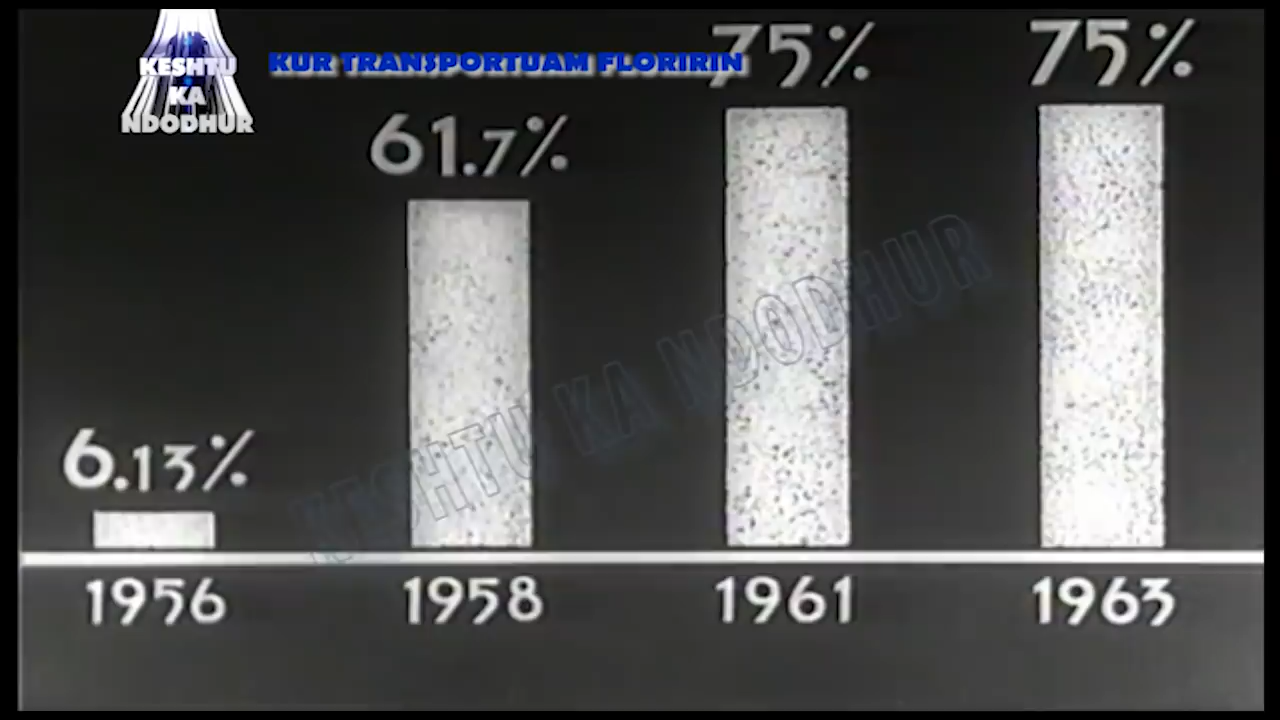 KESHTU
KA
NDODHUR
KUR TRANSPORTUAM FLORIRIN
75%
75%
61.7%
6.13%
KESHTU KA NDODHUR
1956
1958
1961
1963